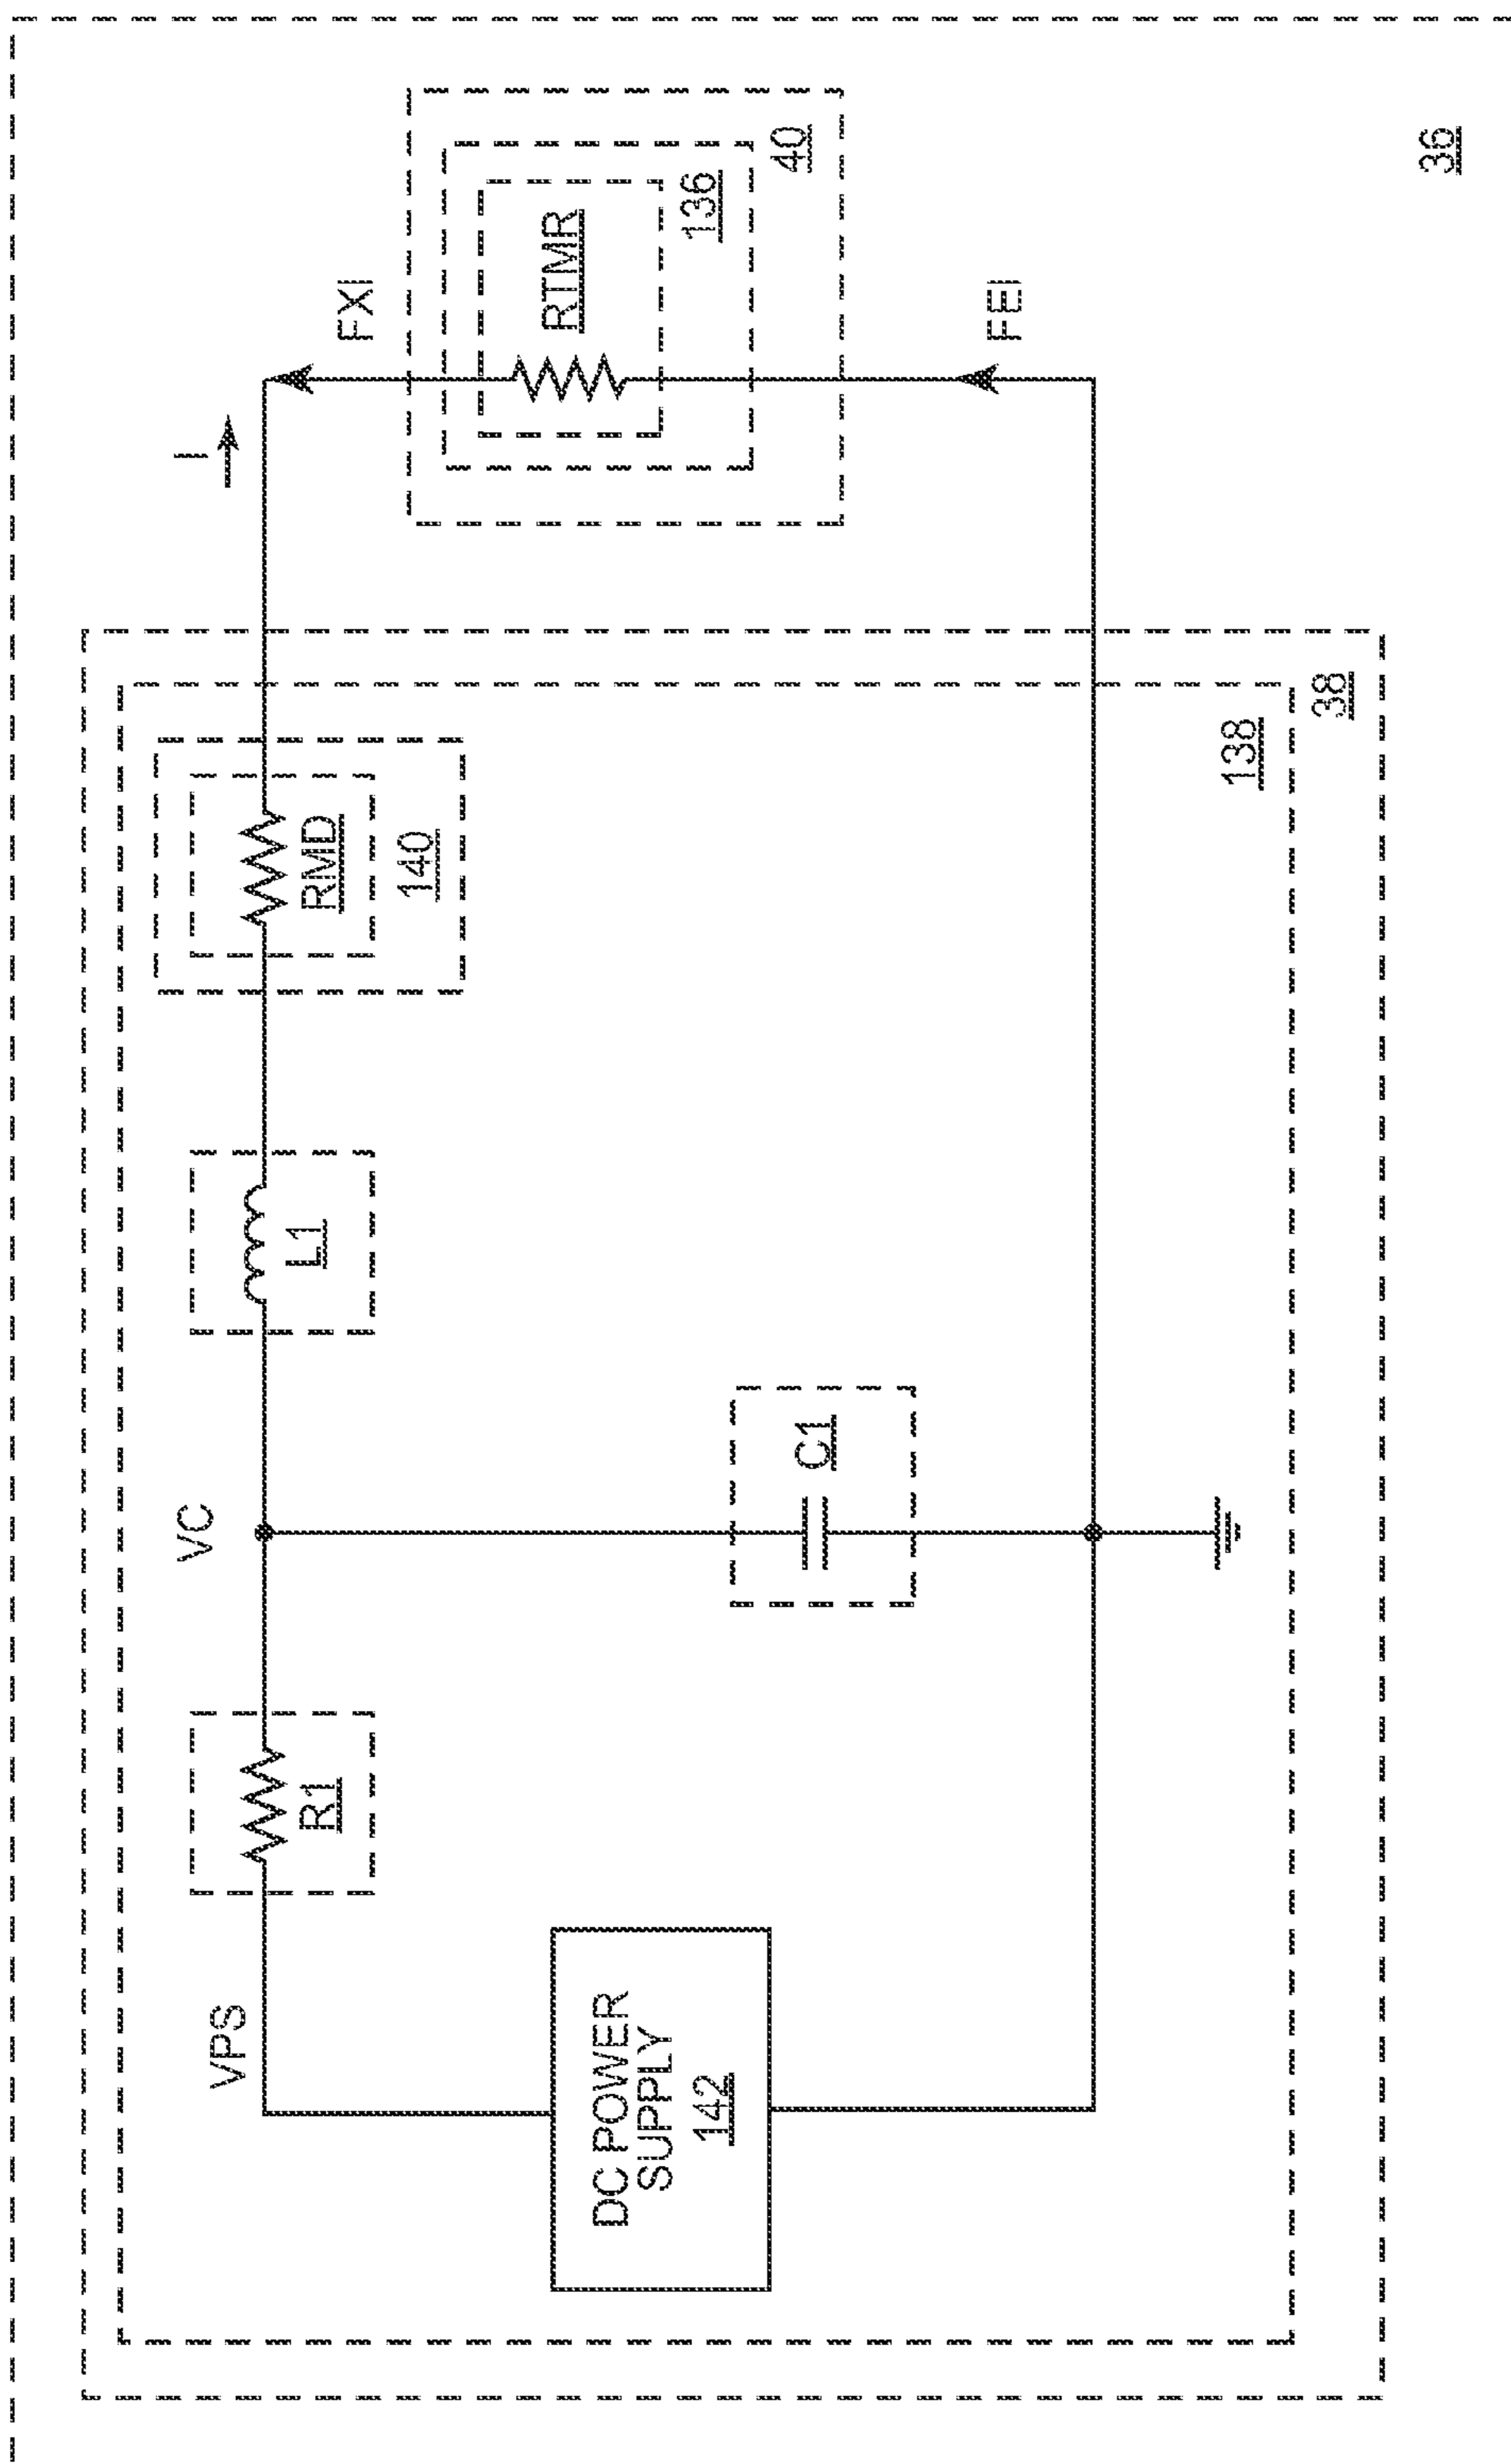 VPS
VC
I
R1
L1
RMD
FXI
140
RTMR
DC POWER
SUPPLY
142
136
40
C1
FEI
138
38
36